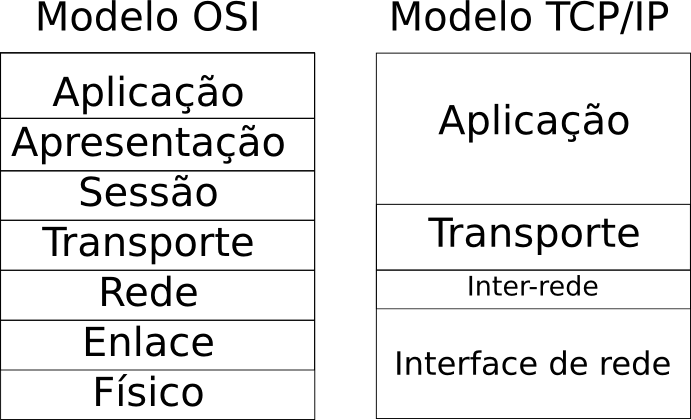 Modelo OSI
Aplicação
Apresentação
Sessão
Transporte
Rede
Enlace
Físico
Modelo TCP/IP
Aplicação
Transporte
Inter-rede
Interface de rede